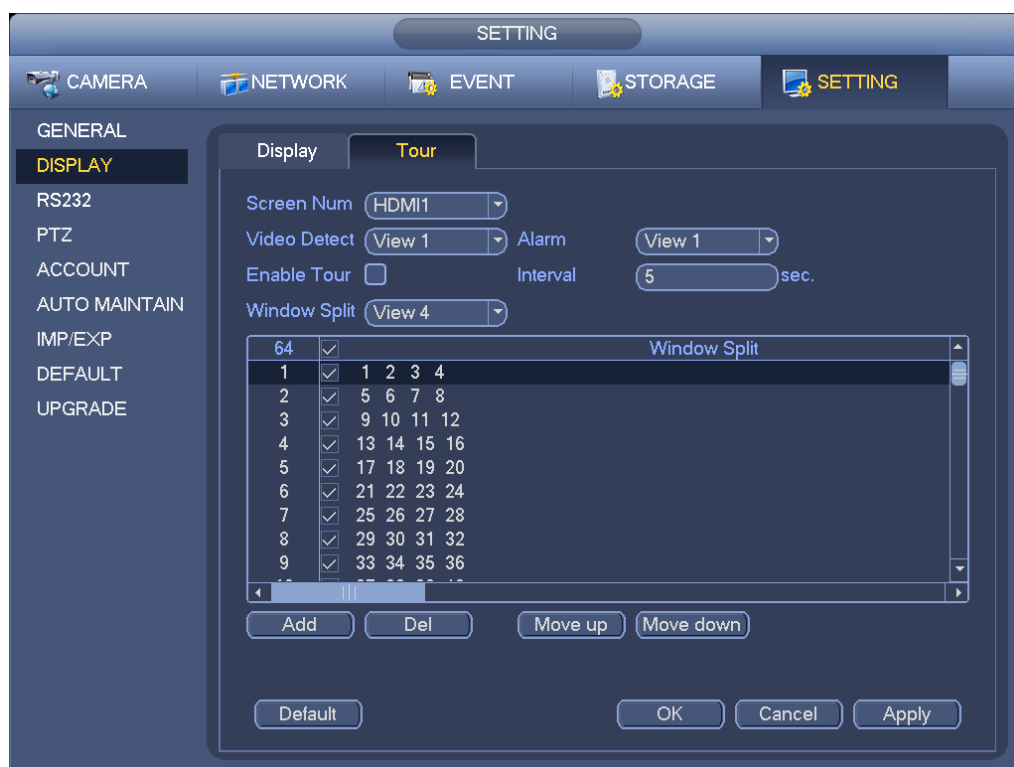 SETTING
CAMERA NETWORK EVENT STORAGE SETTING
GENERAL
DISPLAY
RS232
PTZ
ACCOUNT
AUTO MAINTAIN
IMP/EXP
DEFAULT
UPGRADE
Display Tour
Screen Num HDMI1
Video Detect View 1 Alarm View 1
Enable Tour Interval 5 sec.
Window Split View 4
64 Window Split
1 1 2 3 4
2 5 6 7 8
3 9 10 11 12
4 13 14 15 16
5 17 18 19 20
6 21 22 23 24
7 25 26 27 28
8 29 30 31 32
9 33 34 35 36
Add Del Move up Move down
Default OK Cancel Apply